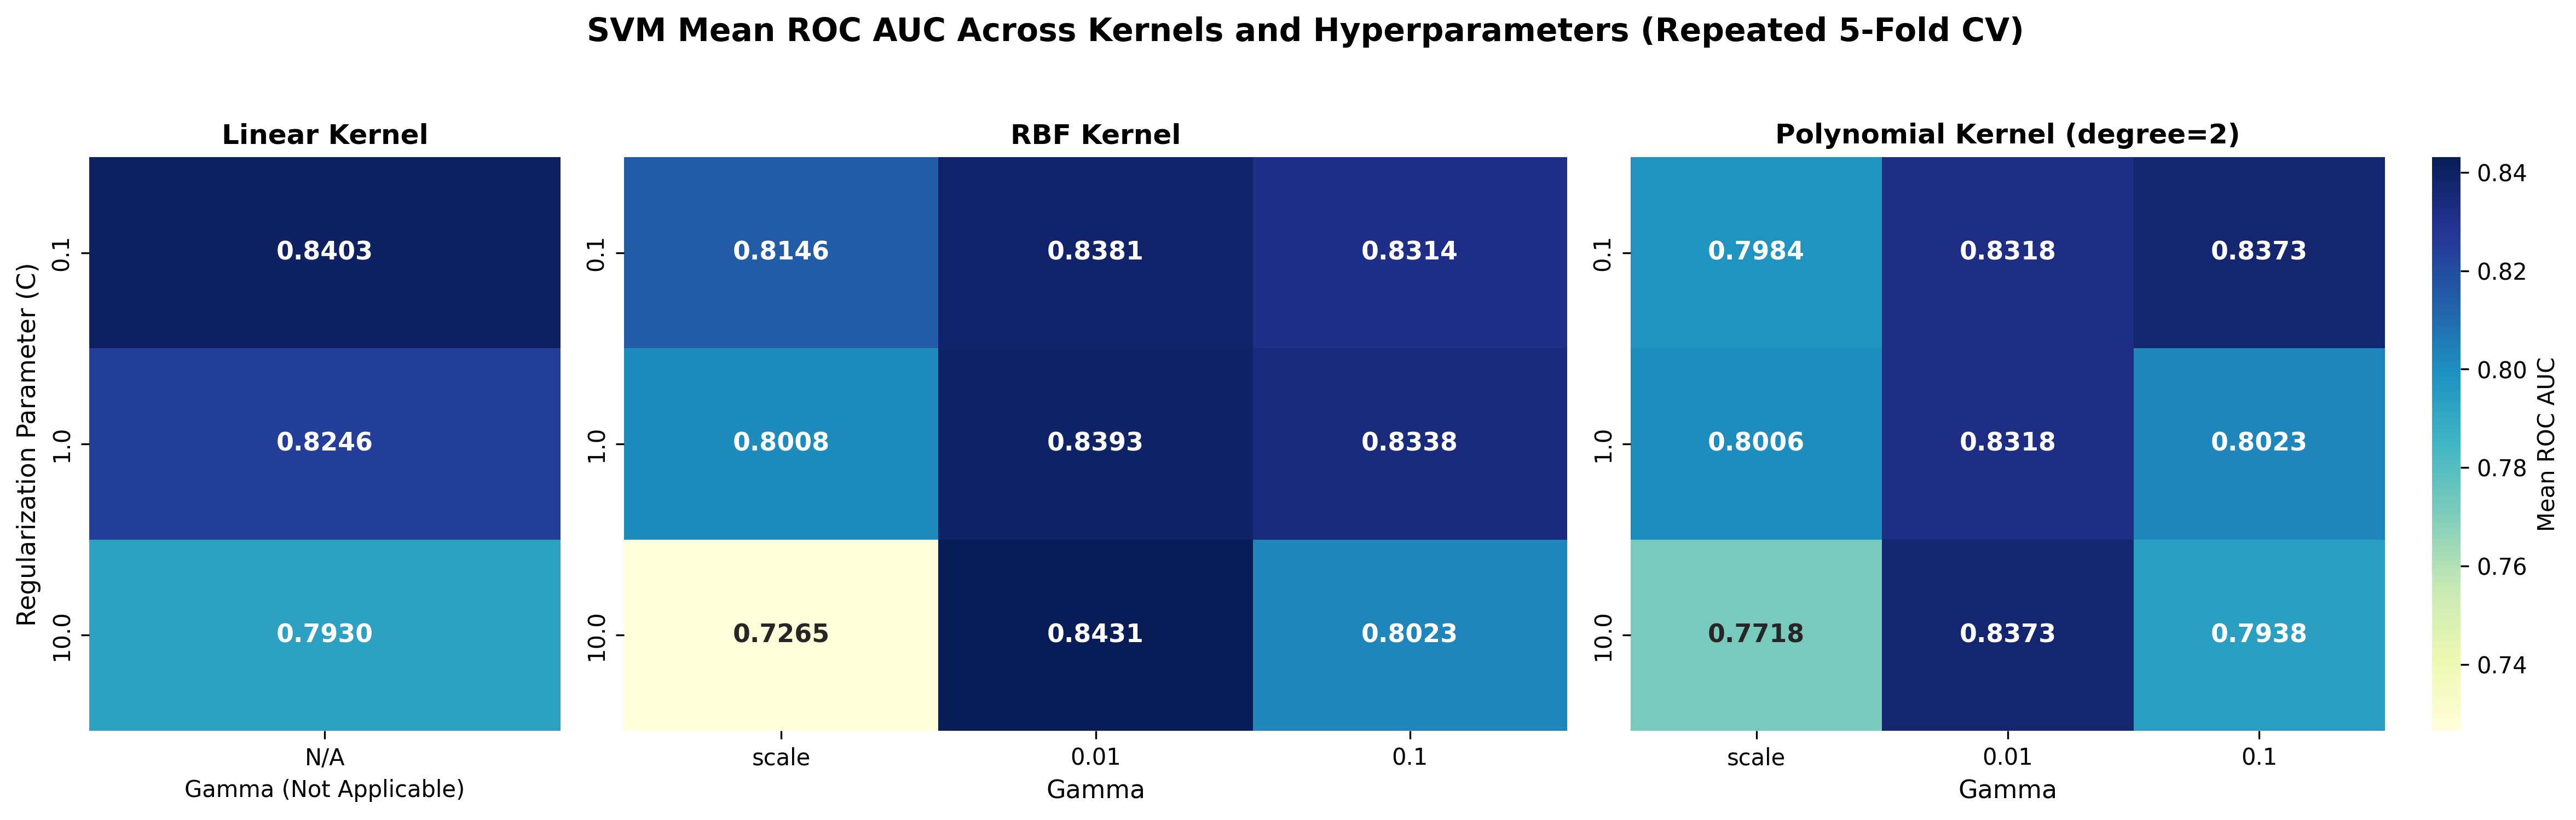 SVM Mean ROC AUC Across Kernels and Hyperparameters (Repeated 5-Fold CV)
Linear Kernel
Regularization Parameter (C)
0.1
0.8403
1.0
0.8246
10.0
0.7930
N/A
Gamma (Not Applicable)
RBF Kernel
0.1
0.8146 0.8381 0.8314
1.0
0.8008 0.8393 0.8338
10.0
0.7265 0.8431 0.8023
scale 0.01 0.1
Gamma
Polynomial Kernel (degree=2)
0.1
0.7984 0.8318 0.8373
1.0
0.8006 0.8318 0.8023
10.0
0.7718 0.8373 0.7938
scale 0.01 0.1
Gamma
0.84
0.82
0.80
0.78
0.76
0.74
Mean ROC AUC